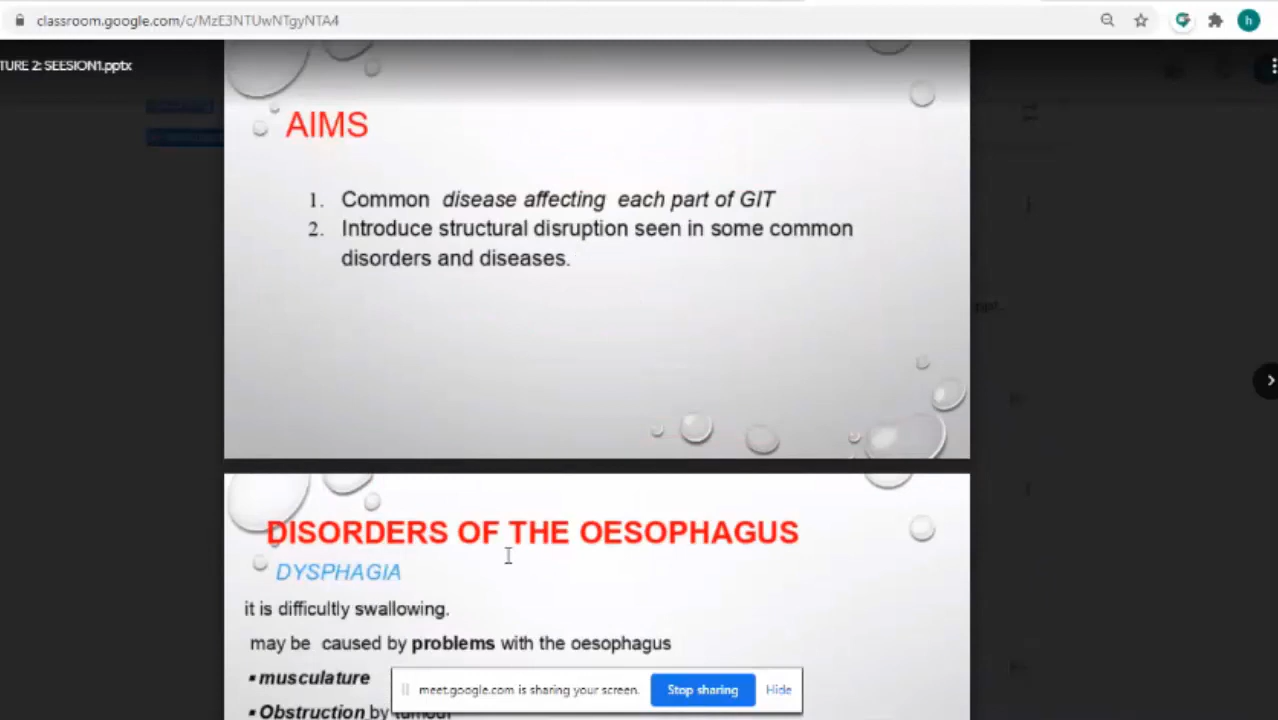 classroom.google.com/c/MzE3NTUwNTgyNTA4
h
TURE 2: SEESION1.pptx
AIMS
1. Common disease affecting each part of GIT
2. Introduce structural disruption seen in some common
disorders and diseases.
DISORDERS OF THE OESOPHAGUS
DYSPHAGIA
it is difficultly swallowing.
may be caused by problems with the oesophagus
▪ musculature
▪ Obstruction by tumour
meet.google.com is sharing your screen.
Stop sharing
Hide